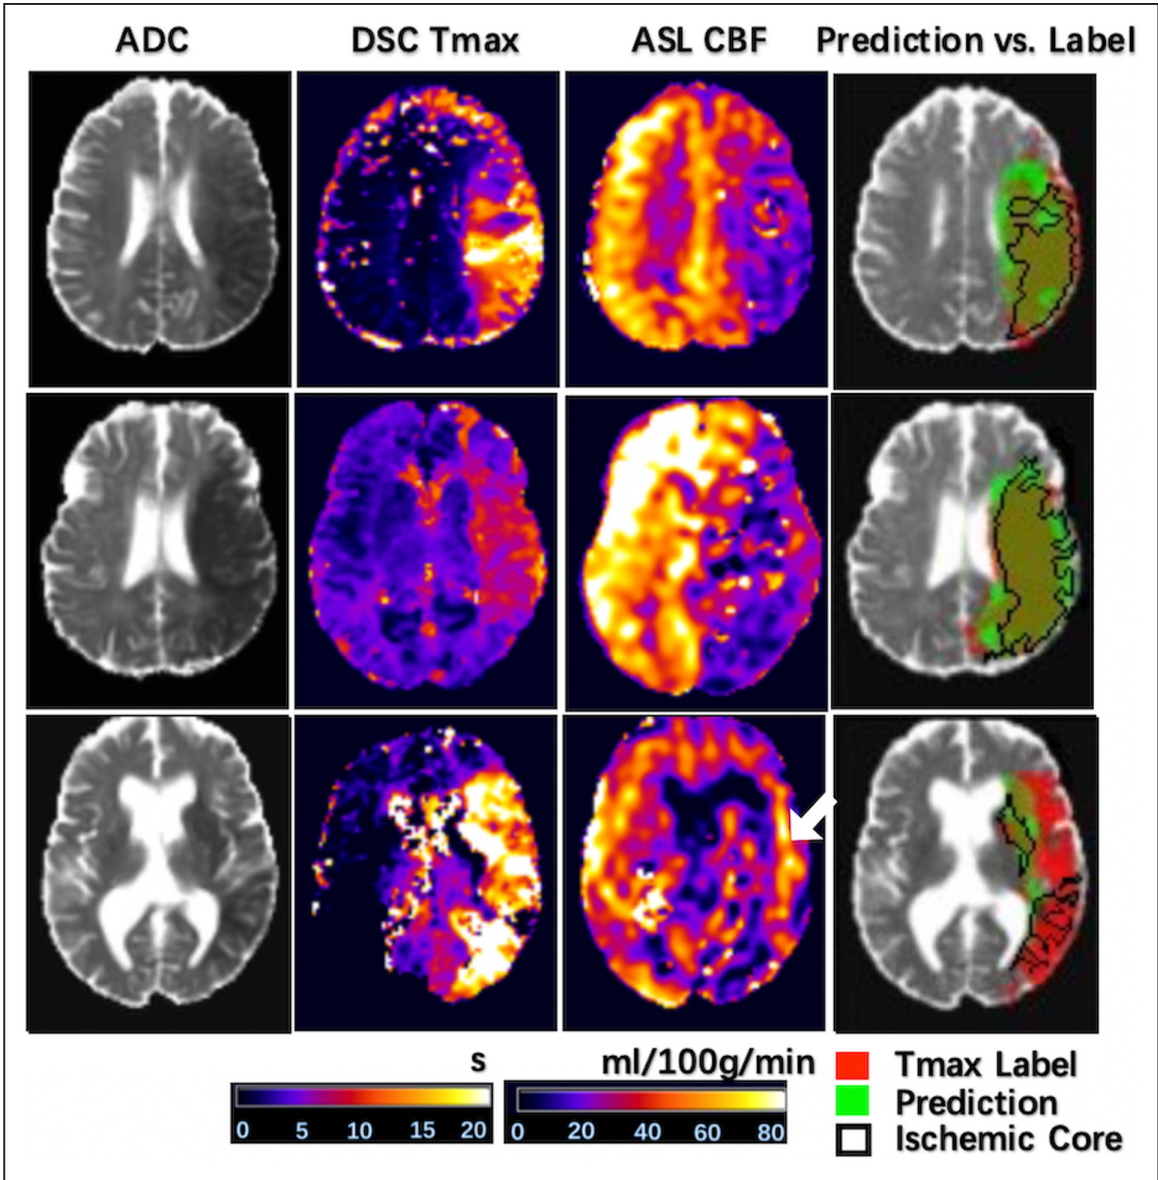 ADC DSC Tmax ASL CBF Prediction vs. Label
s ml/100g/min
0 5 10 15 20 0 20 40 60 80
Tmax Label
Prediction
Ischemic Core